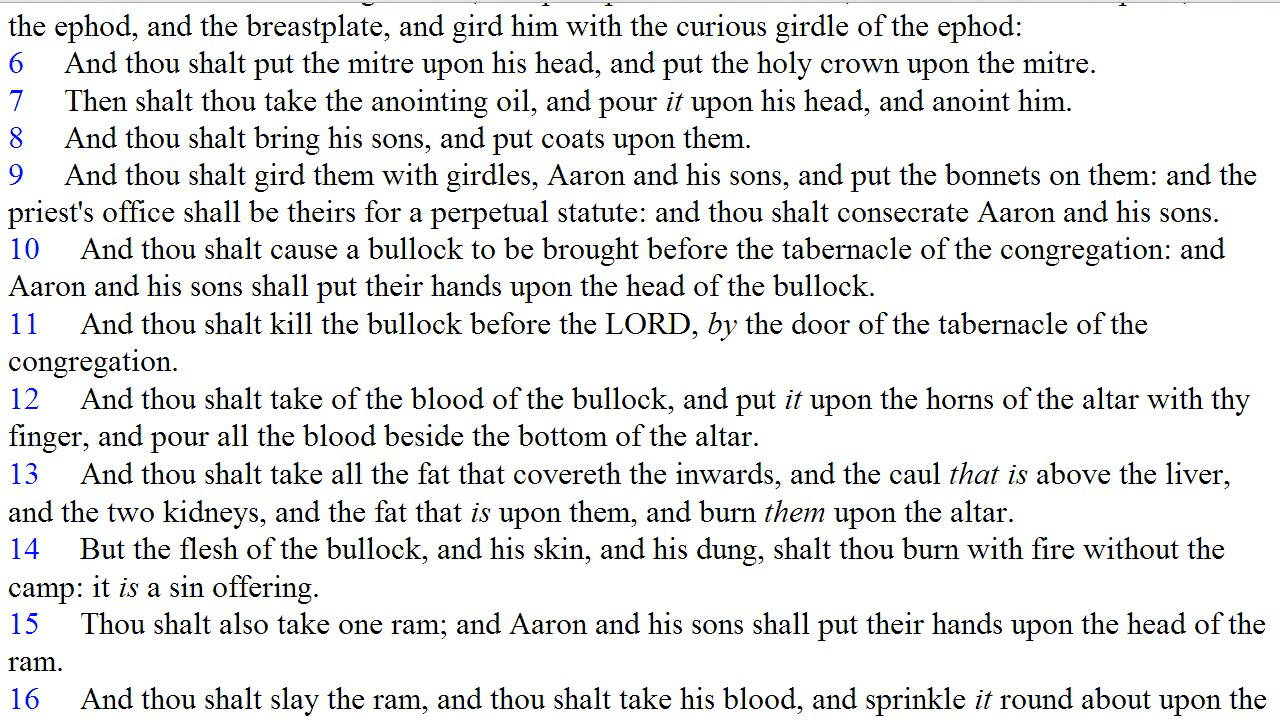 the ephod, and the breastplate, and gird him with the curious girdle of the ephod:
6 And thou shalt put the mitre upon his head, and put the holy crown upon the mitre.
7 Then shalt thou take the anointing oil, and pour it upon his head, and anoint him.
8 And thou shalt bring his sons, and put coats upon them.
9 And thou shalt gird them with girdles, Aaron and his sons, and put the bonnets on them: and the
priest's office shall be theirs for a perpetual statute: and thou shalt consecrate Aaron and his sons.
10 And thou shalt cause a bullock to be brought before the tabernacle of the congregation: and
Aaron and his sons shall put their hands upon the head of the bullock.
11 And thou shalt kill the bullock before the LORD, by the door of the tabernacle of the
congregation.
12 And thou shalt take of the blood of the bullock, and put it upon the horns of the altar with thy
finger, and pour all the blood beside the bottom of the altar.
13 And thou shalt take all the fat that covereth the inwards, and the caul that is above the liver,
and the two kidneys, and the fat that is upon them, and burn them upon the altar.
14 But the flesh of the bullock, and his skin, and his dung, shalt thou burn with fire without the
camp: it is a sin offering.
15 Thou shalt also take one ram; and Aaron and his sons shall put their hands upon the head of the
ram.
16 And thou shalt slay the ram, and thou shalt take his blood, and sprinkle it round about upon the